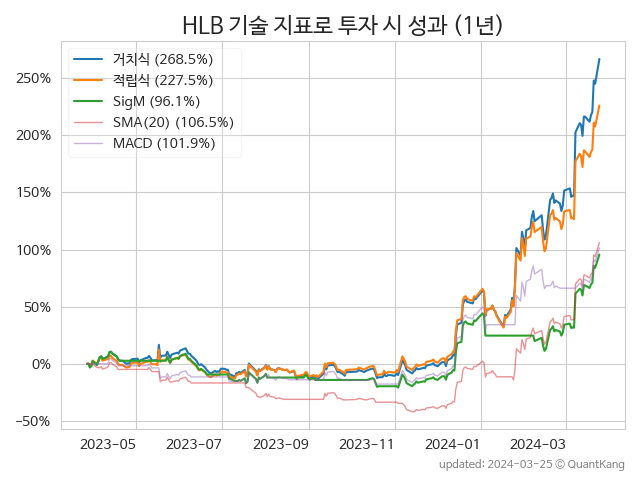 HLB 기술 지표로 투자 시 성과 (1년)
거치식 (268.5%)
적립식 (227.5%)
SigM (96.1%)
SMA(20) (106.5%)
MACD (101.9%)
250%
200%
150%
100%
50%
0%
−50%
2023−05 2023−07 2023−09 2023−11 2024−01 2024−03
updated: 2024−03−25 © QuantKang